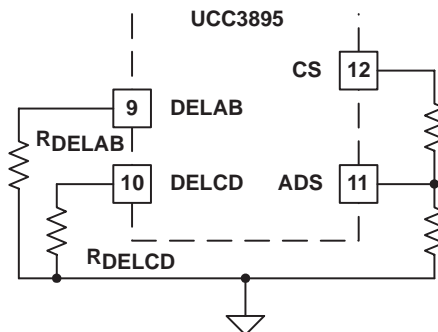 UCC3895
CS 12
9 DELAB
RDELAB
10 DELCD
ADS 11
RDELCD